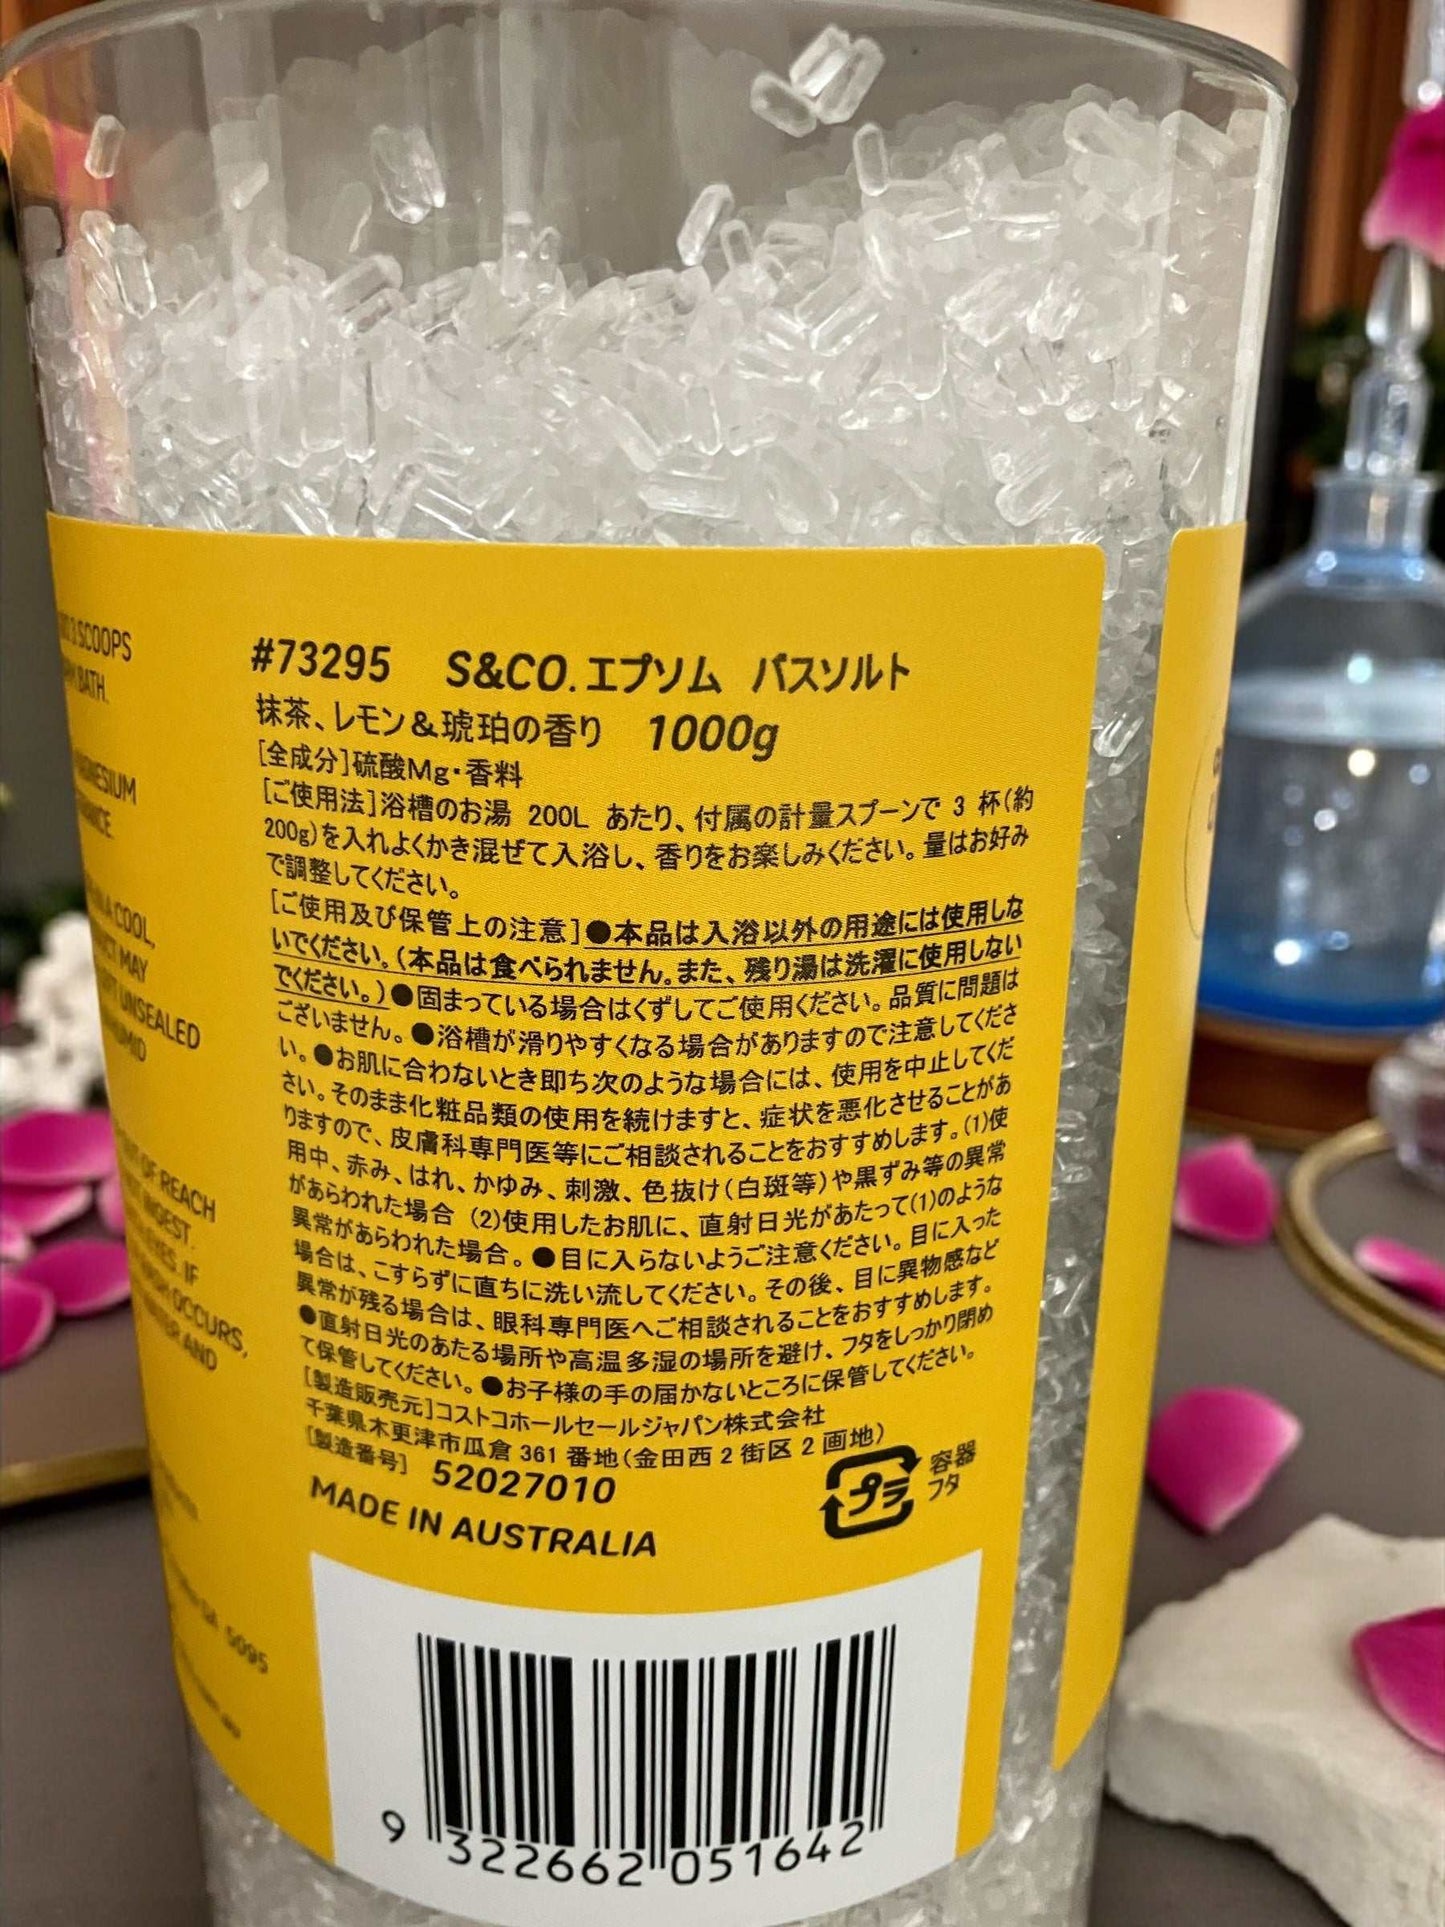 3 SCOOPS
BATH.
A COOL,
MAY
UNSEALED
OF REACH
INGEST.
EYES. IF
OCCURS,
AND
5095
#73295 S&CO.エプソム バスソルト
抹茶、レモン＆琥珀の香り 1000g
[全成分]硫酸Mg・香料
[ご使用法]浴槽のお湯 200L あたり、付属の計量スプーンで 3 杯(約
200g)を入れよくかき混ぜて入浴し、香りをお楽しみください。量はお好み
で調整してください。
[ご使用及び保管上の注意]●本品は入浴以外の用途には使用しな
いでください。(本品は食べられません。また、残り湯は洗濯に使用しない
でください。)●固まっている場合はくずしてご使用ください。品質に問題は
ございません。●浴槽が滑りやすくなる場合がありますので注意してくださ
い。●お肌に合わないとき即ち次のような場合には、使用を中止してくだ
さい。そのまま化粧品類の使用を続けますと、症状を悪化させることがあ
りますので、皮膚科専門医等にご相談されることをおすすめします。(1)使
用中、赤み、はれ、かゆみ、刺激、色抜け(白斑等)や黒ずみ等の異常
があらわれた場合 (2)使用したお肌に、直射日光があたって(1)のような
異常があらわれた場合。●目に入らないようご注意ください。目に入った
場合は、こすらずに直ちに洗い流してください。その後、目に異物感など
異常が残る場合は、眼科専門医へご相談されることをおすすめします。
●直射日光のあたる場所や高温多湿の場所を避け、フタをしっかり閉め
て保管してください。●お子様の手の届かないところに保管してください。
[製造販売元]コストコホールセールジャパン株式会社
千葉県木更津市瓜倉 361 番地(金田西 2 街区 2 画地)
[製造番号] 52027010
MADE IN AUSTRALIA
プラ 容器
フタ
9 322662 051642